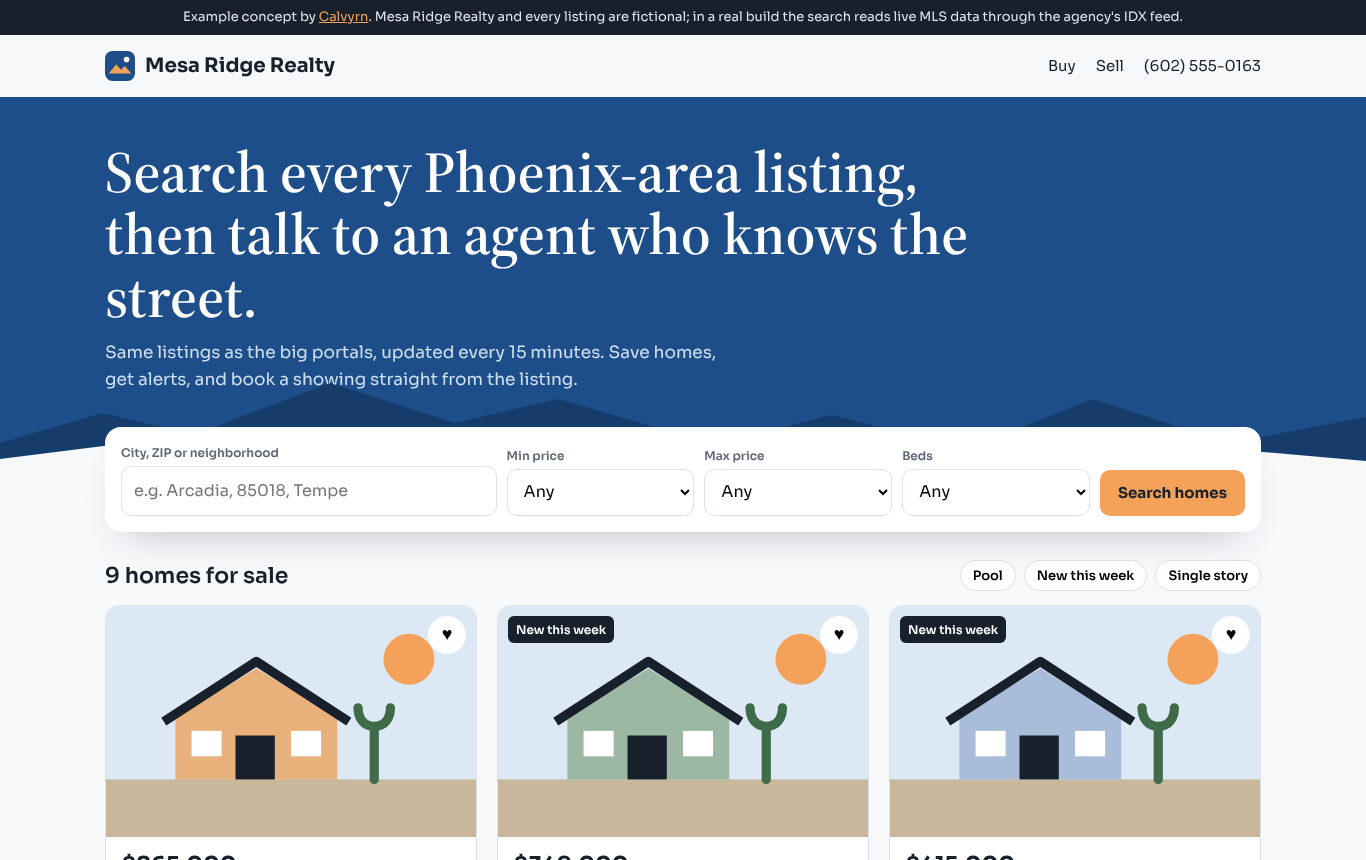 Example concept by Calvyrn. Mesa Ridge Realty and every listing are fictional; in a real build the search reads live MLS data through the agency's IDX feed.
Mesa Ridge Realty
Buy Sell (602) 555-0163
Search every Phoenix-area listing,
then talk to an agent who knows the
street.
Same listings as the big portals, updated every 15 minutes. Save homes,
get alerts, and book a showing straight from the listing.
City, ZIP or neighborhood Min price Max price Beds
e.g. Arcadia, 85018, Tempe Any Any Any Search homes
9 homes for sale
Pool New this week Single story
New this week New this week